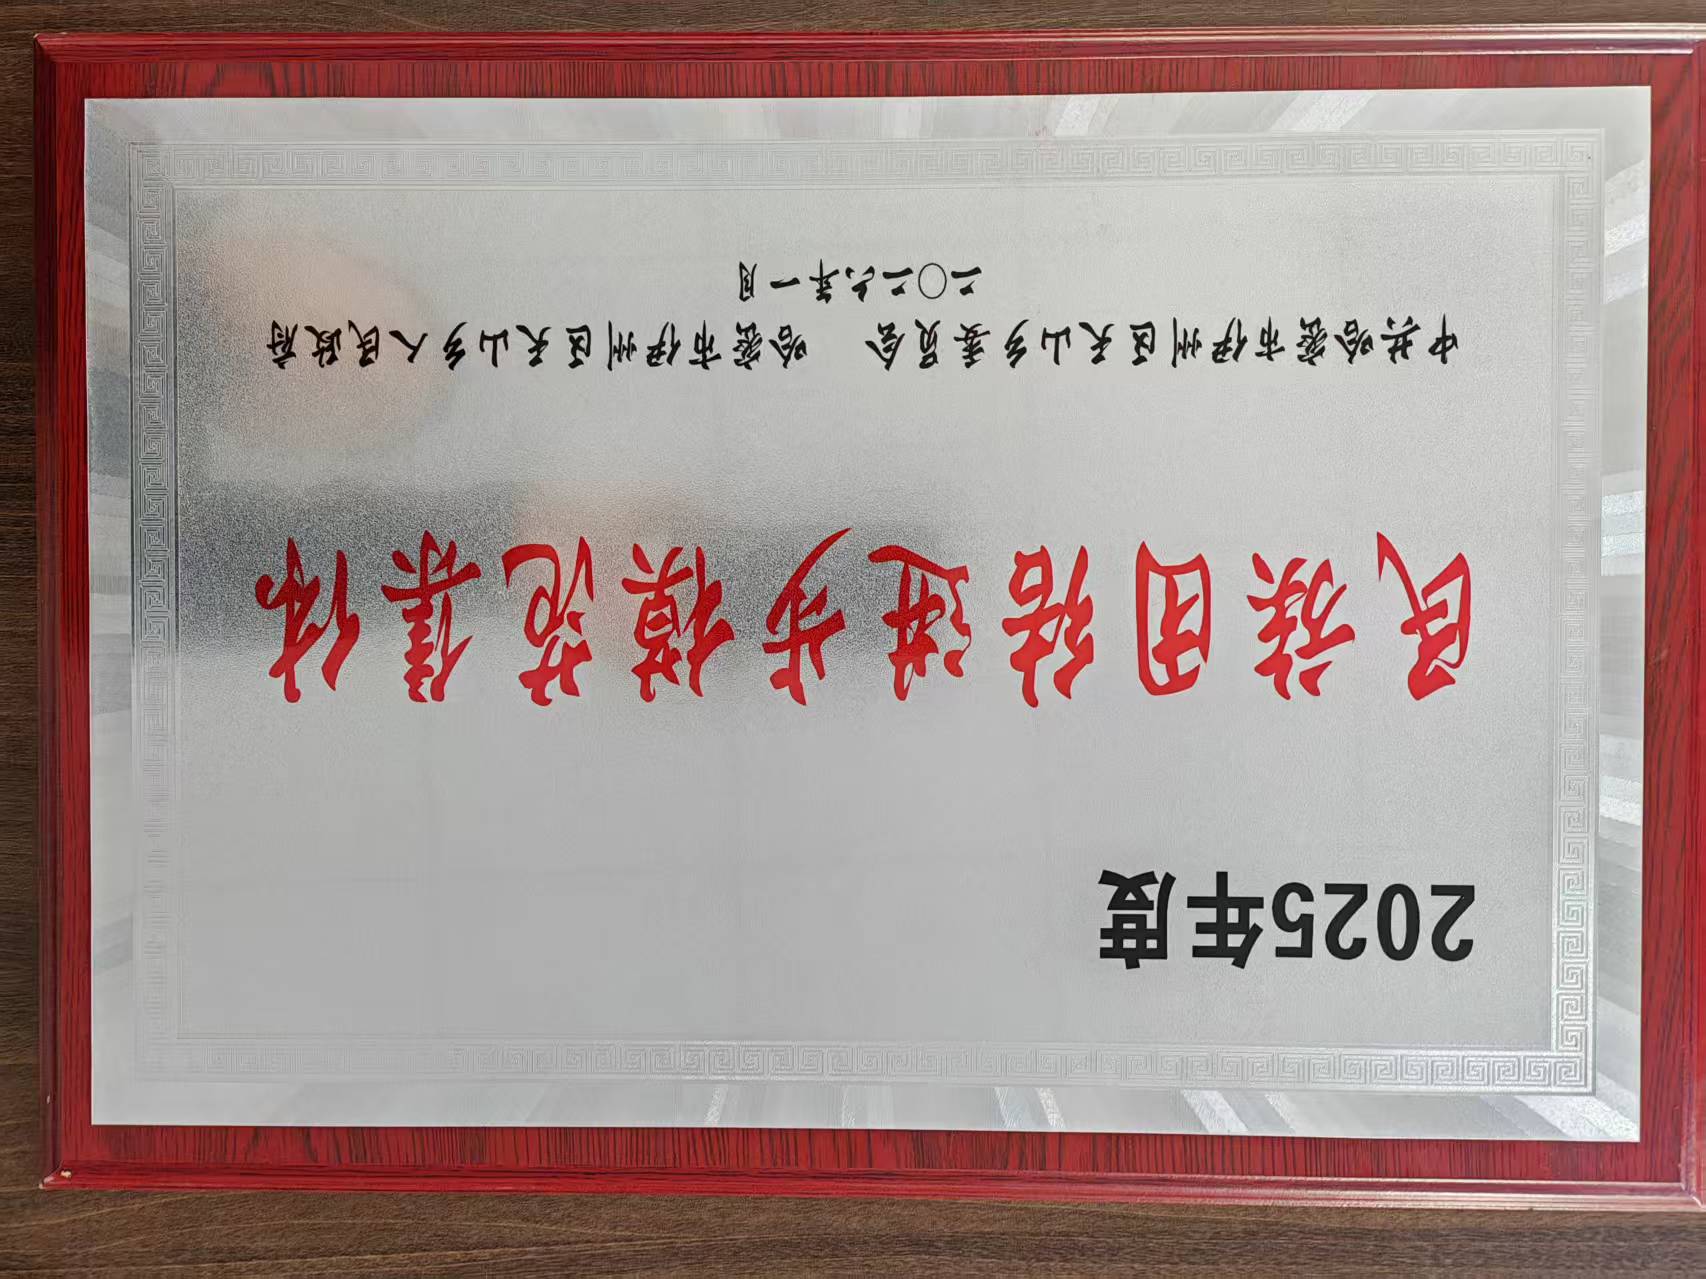 2025年度
民族团结进步模范集体
中共哈密市伊州区天山乡委员会 哈密市伊州区天山乡人民政府
二〇二六年一月